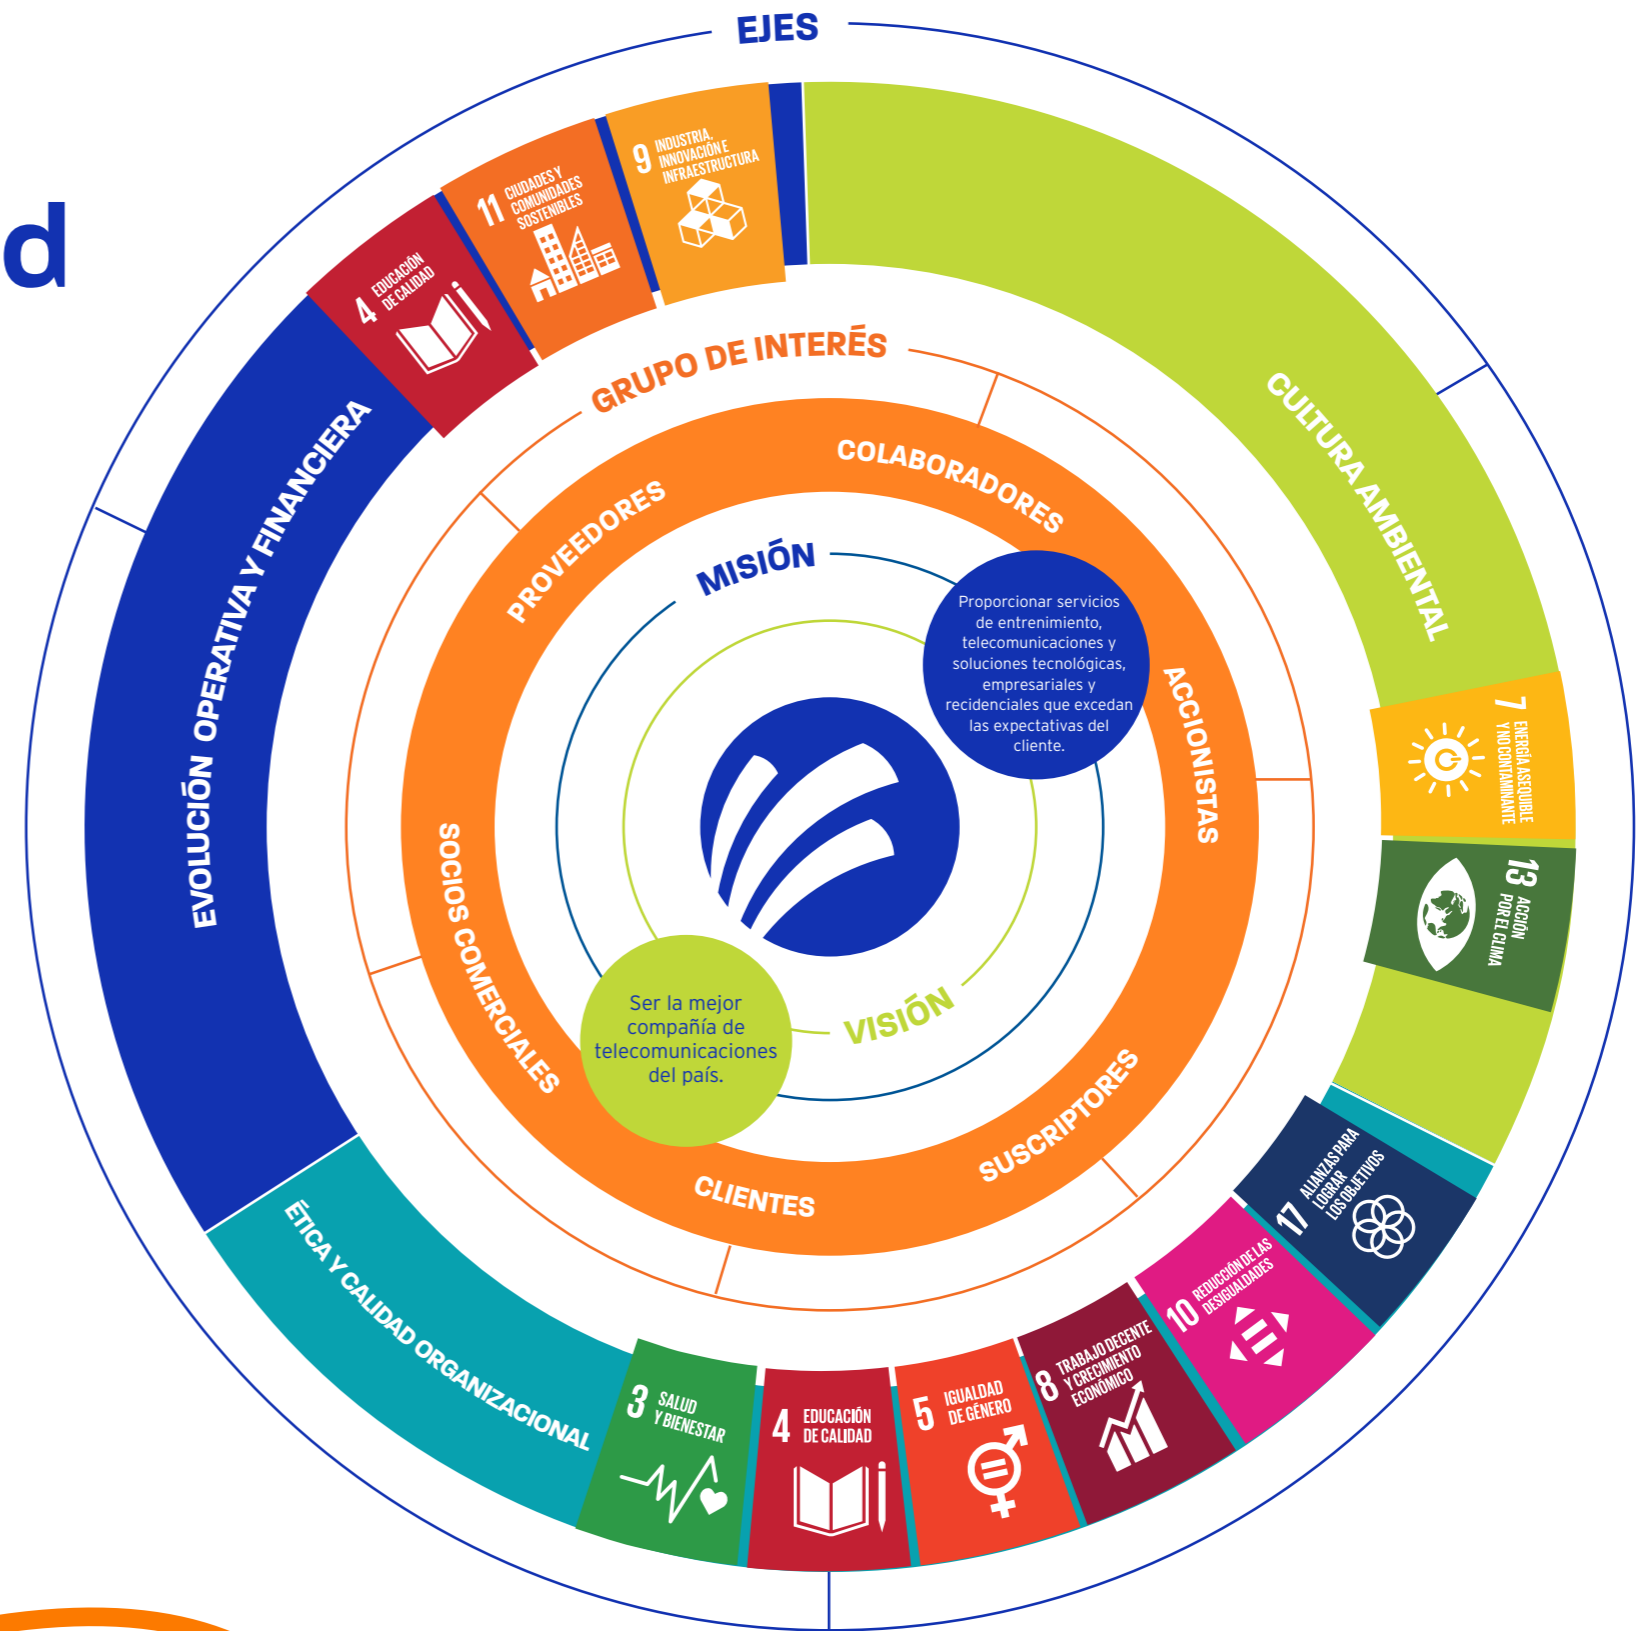 d
EJES
9 INDUSTRIA,
INNOVACIÓN E
INFRAESTRUCTURA
11 CIUDADES Y
COMUNIDADES
SOSTENIBLES
4 EDUCACIÓN
DE CALIDAD
EVOLUCIÓN OPERATIVA Y FINANCIERA
CULTURA AMBIENTAL
7 ENERGÍA ASEQUIBLE
Y NO CONTAMINANTE
13 ACCIÓN
POR EL CLIMA
17 ALIANZAS PARA
LOGRAR
LOS OBJETIVOS
10 REDUCCIÓN DE LAS
DESIGUALDADES
8 TRABAJO DECENTE
Y CRECIMIENTO
ECONÓMICO
5 IGUALDAD
DE GÉNERO
4 EDUCACIÓN
DE CALIDAD
3 SALUD
Y BIENESTAR
ÉTICA Y CALIDAD ORGANIZACIONAL
GRUPO DE INTERÉS
PROVEEDORES
COLABORADORES
ACCIONISTAS
SUSCRIPTORES
CLIENTES
SOCIOS COMERCIALES
MISIÓN
Proporcionar servicios
de entrenimiento,
telecomunicaciones y
soluciones tecnológicas,
empresariales y
recidenciales que excedan
las expectativas del
cliente.
VISIÓN
Ser la mejor
compañía de
telecomunicaciones
del país.